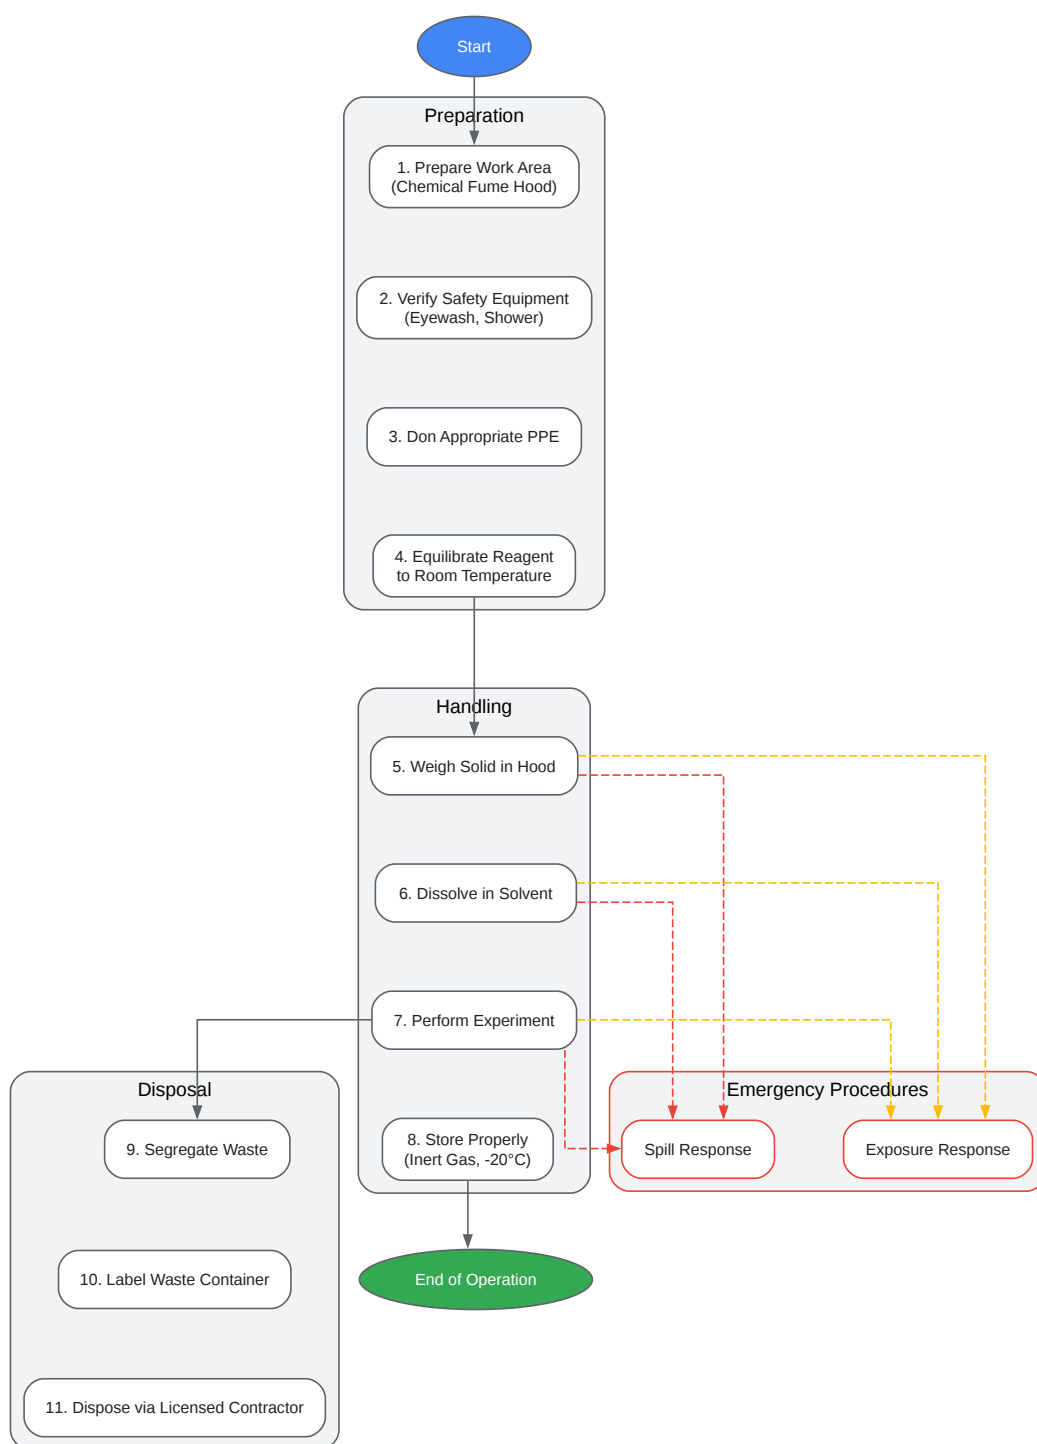 Start
Preparation
1. Prepare Work Area
(Chemical Fume Hood)
2. Verify Safety Equipment
(Eyewash, Shower)
3. Don Appropriate PPE
4. Equilibrate Reagent
to Room Temperature
Handling
5. Weigh Solid in Hood
6. Dissolve in Solvent
7. Perform Experiment
8. Store Properly
(Inert Gas, -20°C)
End of Operation
Disposal
9. Segregate Waste
10. Label Waste Container
11. Dispose via Licensed Contractor
Emergency Procedures
Spill Response
Exposure Response